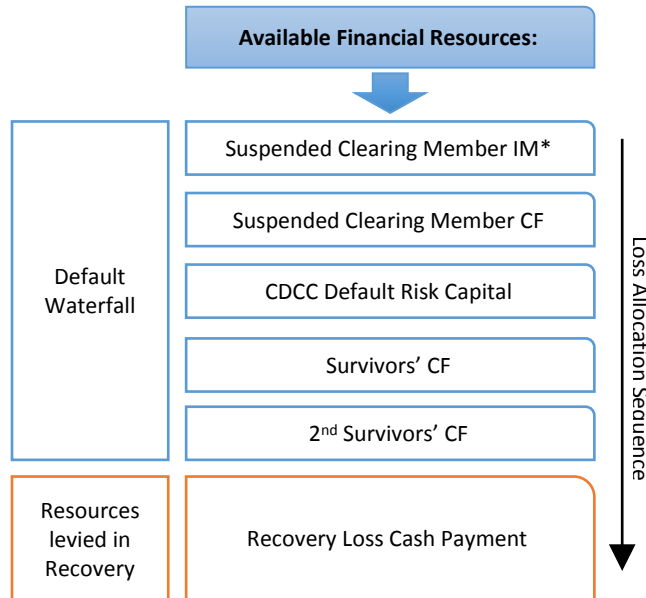 Available Financial Resources:
Suspended Clearing Member IM*
Suspended Clearing Member CF
Default
Waterfall
CDCC Default Risk Capital
Survivors’ CF
2nd Survivors’ CF
Resources
levied in
Recovery
Recovery Loss Cash Payment
Loss Allocation Sequence